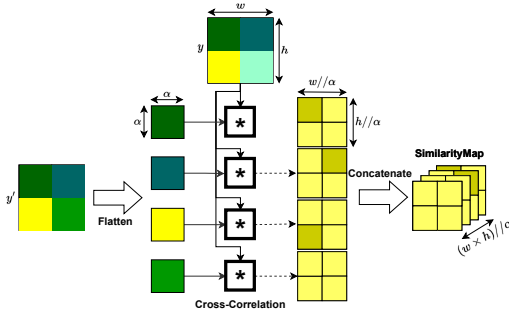 w
y
h
α
α
*
w//α
h//α
*
SimilarityMap
Concatenate
y′
Flatten
*
(w × h)//α
*
Cross-Correlation